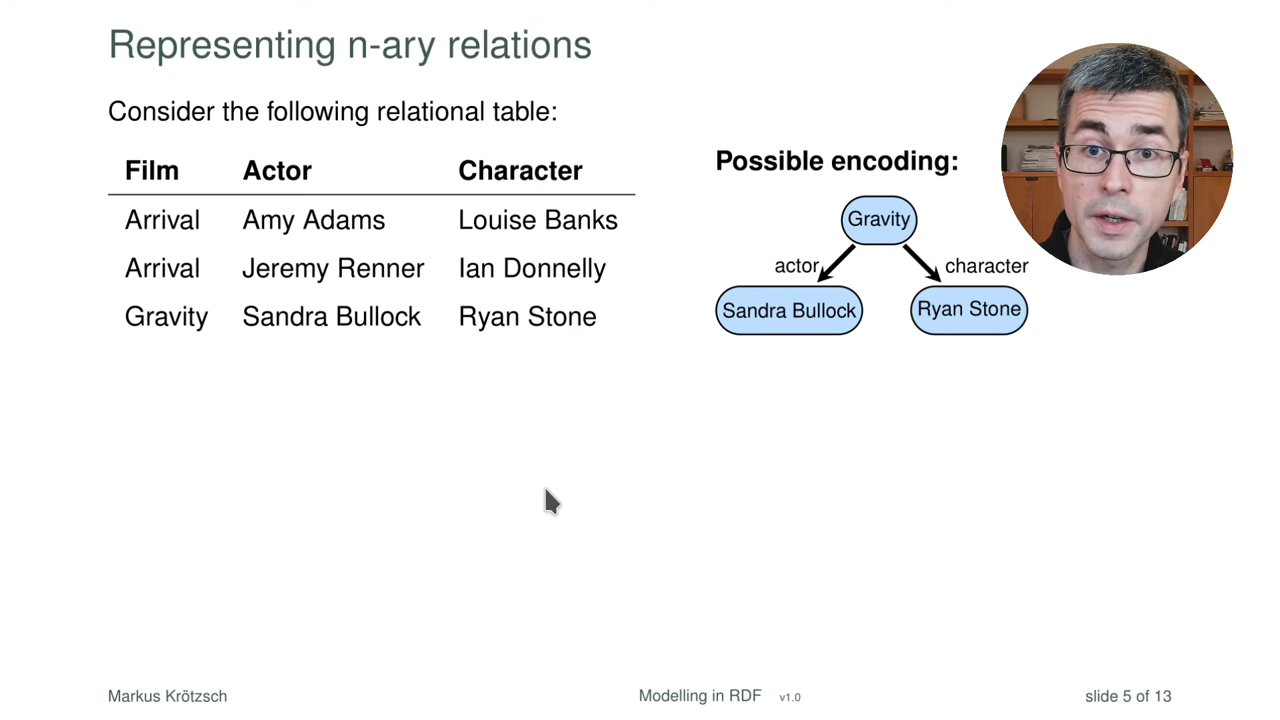 Representing n-ary relations
Consider the following relational table:
Film Actor Character
Arrival Amy Adams Louise Banks
Arrival Jeremy Renner Ian Donnelly
Gravity Sandra Bullock Ryan Stone
Possible encoding:
Gravity
actor character
Sandra Bullock Ryan Stone
Markus Krötzsch Modelling in RDF v1.0 slide 5 of 13